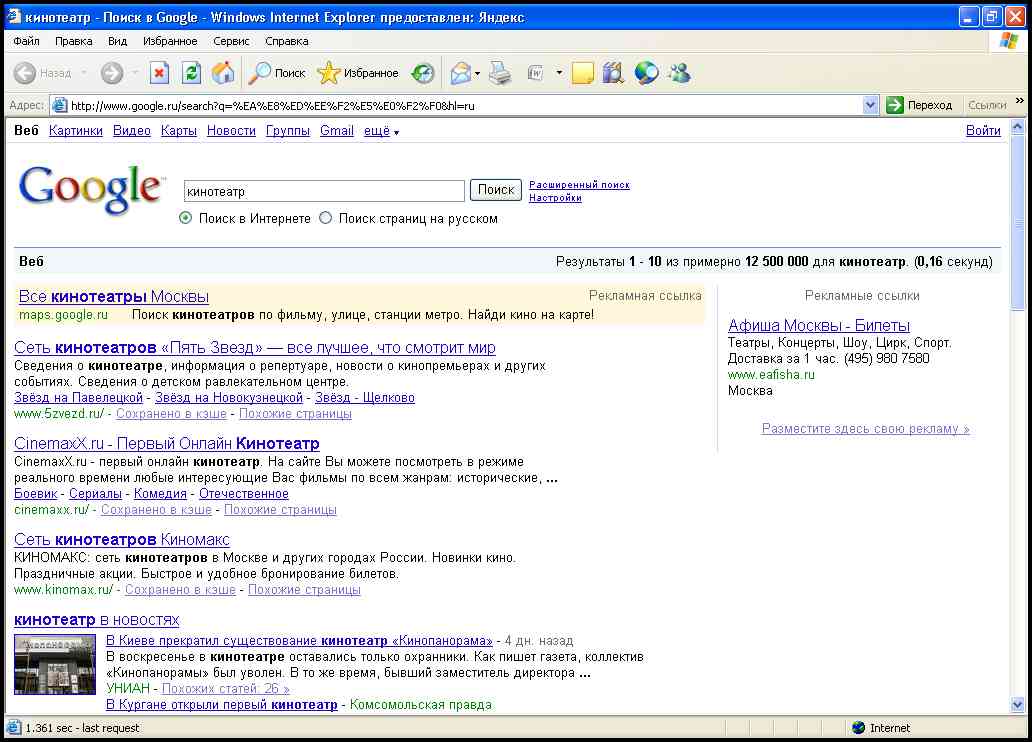 кинотеатр - Поиск в Google - Windows Internet Explorer предоставлен: Яндекс
Файл Правка Вид Избранное Сервис Справка
Назад Поиск Избранное
Адрес: http://www.google.ru/search?q=%EA%E8%ED%EE%F2%E5%E0%F2%F0&hl=ru Переход Ссылки »
Веб Картинки Видео Карты Новости Группы Gmail ещё Войти
Google™ кинотеатр Поиск Расширенный поиск
Настройки
Поиск в Интернете Поиск страниц на русском
Веб Результаты 1 - 10 из примерно 12 500 000 для кинотеатр. (0,16 секунд)
Все кинотеатры Москвы Рекламная ссылка
maps.google.ru Поиск кинотеатров по фильму, улице, станции метро. Найди кино на карте!
Сеть кинотеатров «Пять Звезд» — все лучшее, что смотрит мир
Сведения о кинотеатре, информация о репертуаре, новости о кинопремьерах и других
событиях. Сведения о детском равлекательном центре.
Звёзд на Павелецкой - Звёзд на Новокузнецкой - Звёзд - Щелково
www.5zvezd.ru/ - Сохранено в кэше - Похожие страницы
CinemaxX.ru - Первый Онлайн Кинотеатр
CinemaxX.ru - первый онлайн кинотеатр. На сайте Вы можете посмотреть в режиме
реального времени любые интересующие Вас фильмы по всем жанрам: исторические, ...
Боевик - Сериалы - Комедия - Отечественное
cinemaxx.ru/ - Сохранено в кэше - Похожие страницы
Сеть кинотеатров Киномакс
КИНОМАКС: сеть кинотеатров в Москве и других городах России. Новинки кино.
Праздничные акции. Быстрое и удобное бронирование билетов.
www.kinomax.ru/ - Сохранено в кэше - Похожие страницы
кинотеатр в новостях
В Киеве прекратил существование кинотеатр «Кинопанорама» - 4 дн. назад
В воскресенье в кинотеатре оставались только охранники. Как пишет газета, коллектив
«Кинопанорамы» был уволен. В то же время, бывший заместитель директора ...
УНИАН - Похожих статей: 26 »
В Кургане открыли первый кинотеатр - Комсомольская правда
Рекламные ссылки
Афиша Москвы - Билеты
Театры, Концерты, Шоу, Цирк, Спорт.
Доставка за 1 час. (495) 980 7580
www.eafisha.ru
Москва
Разместите здесь свою рекламу »
1.361 sec - last request Internet